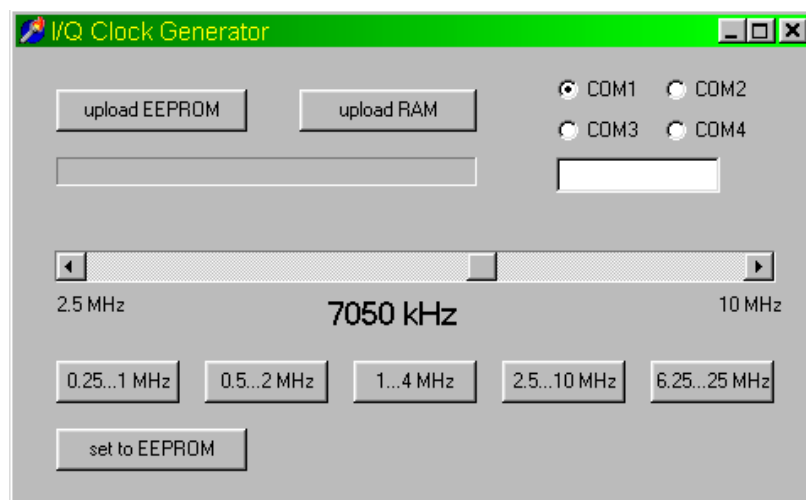 I/Q Clock Generator
upload EEPROM upload RAM COM1 COM2
COM3 COM4
2.5 MHz 7050 kHz 10 MHz
0.25...1 MHz 0.5...2 MHz 1...4 MHz 2.5...10 MHz 6.25...25 MHz
set to EEPROM